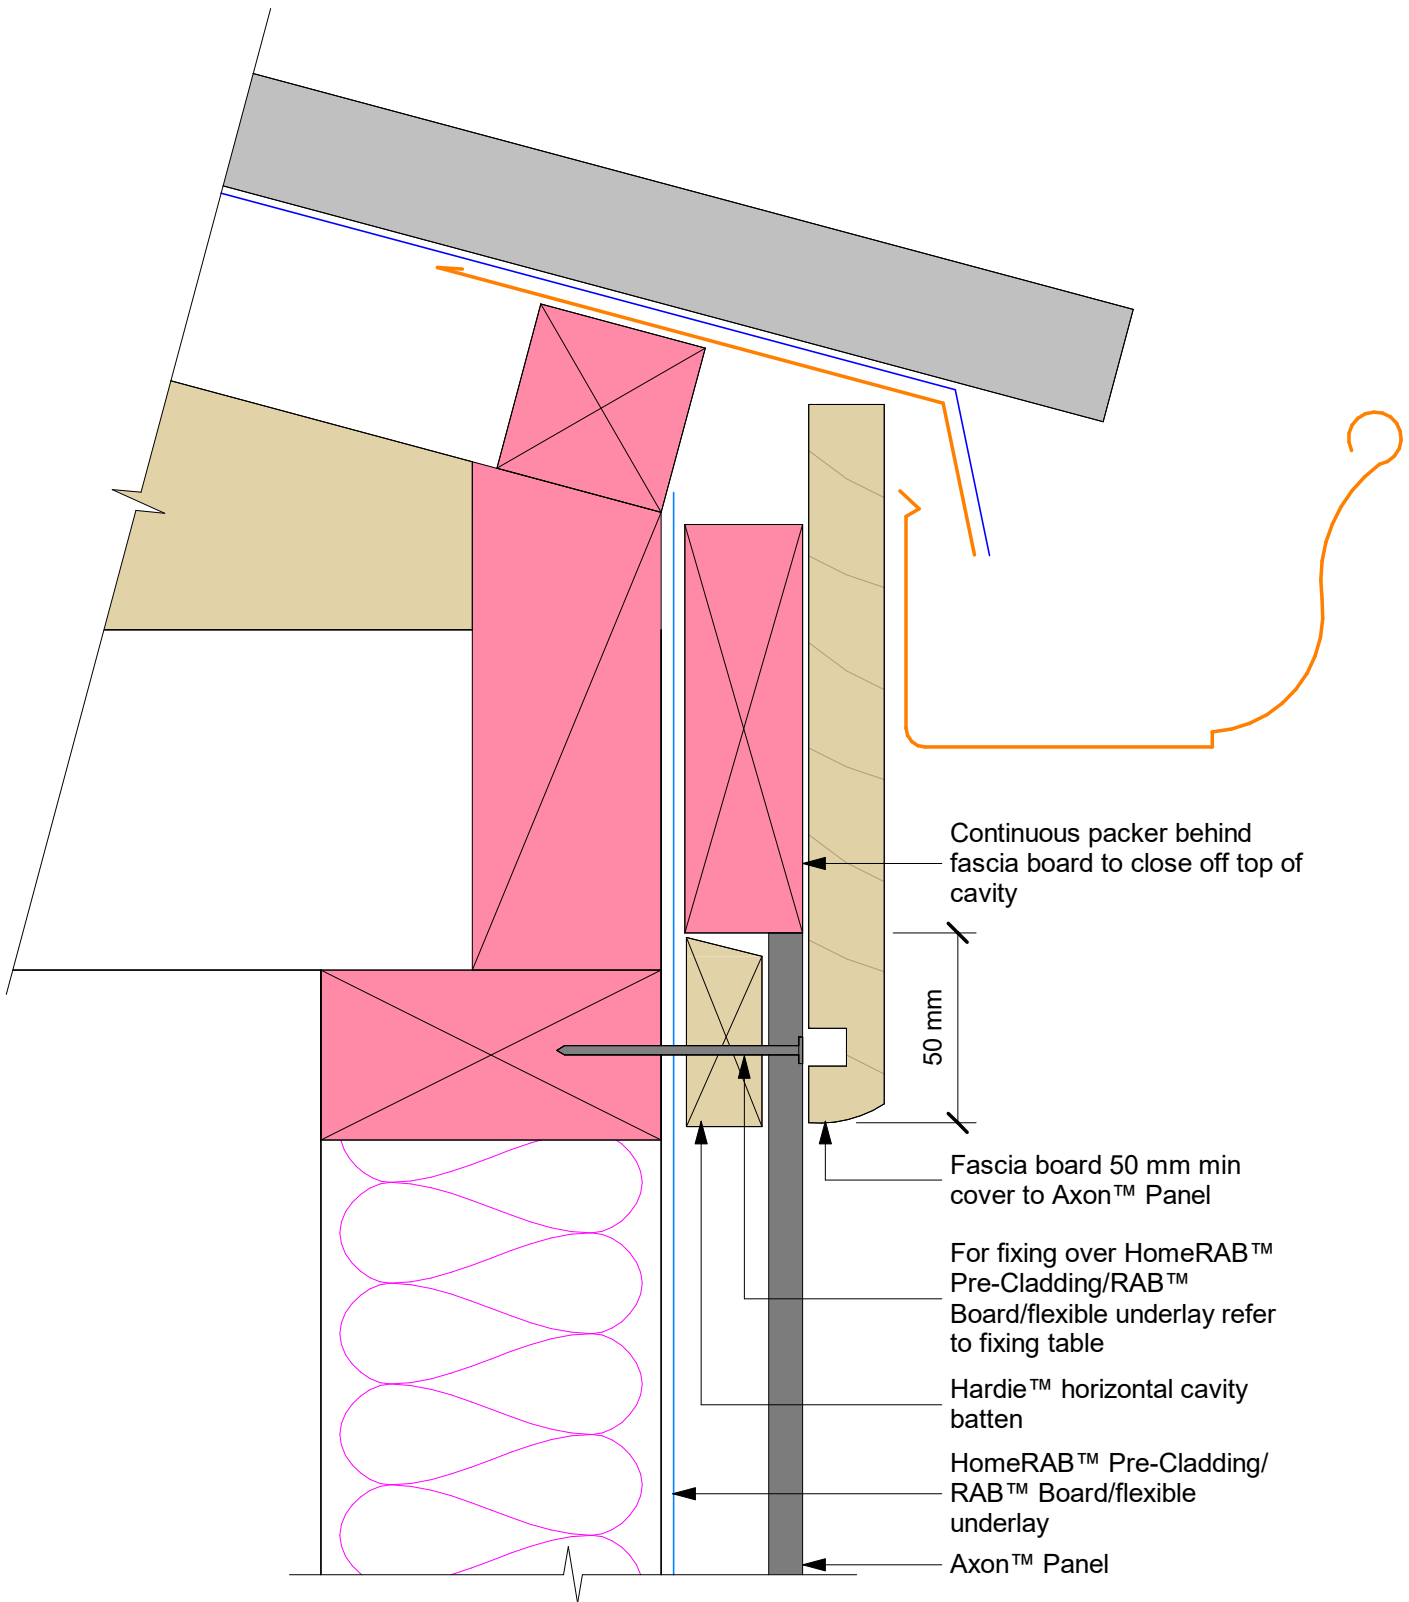 Continuous packer behind
fascia board to close off top of
cavity
50 mm
Fascia board 50 mm min
cover to Axon™ Panel
For fixing over HomeRAB™
Pre-Cladding/RAB™
Board/flexible underlay refer
to fixing table
Hardie™ horizontal cavity
batten
HomeRAB™ Pre-Cladding/
RAB™ Board/flexible
underlay
Axon™ Panel